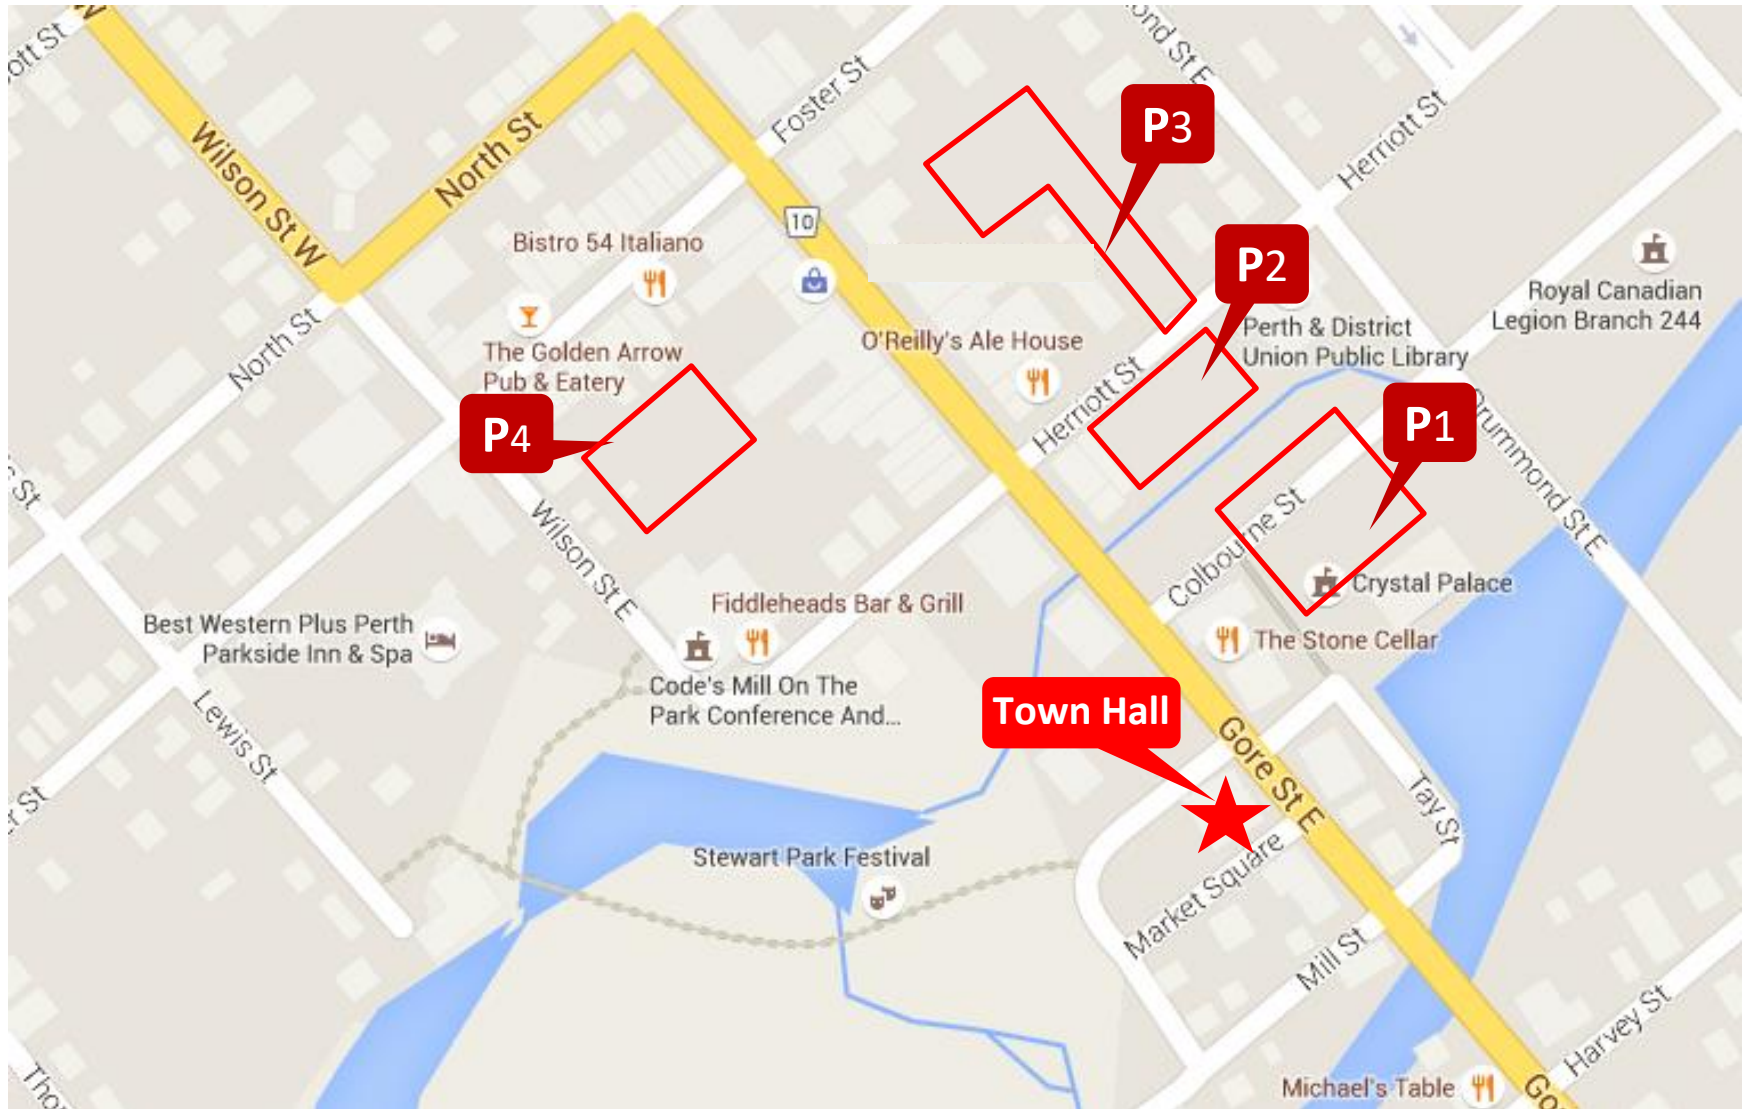 Wilson St W
North St
Foster St
Herriott St
P3
10
Bistro 54 Italiano
P2
Royal Canadian
Legion Branch 244
North St
The Golden Arrow
Pub & Eatery
O'Reilly's Ale House
Perth & District
Union Public Library
Herriott St
P4
P1
Drummond St E
Wilson St E
Colbourne St
Crystal Palace
Best Western Plus Perth
Parkside Inn & Spa
Fiddleheads Bar & Grill
The Stone Cellar
Code's Mill On The
Park Conference And...
Town Hall
Lewis St
Gore St E
Tay St
Stewart Park Festival
Market Square
Mill St
Harvey St
Michael's Table